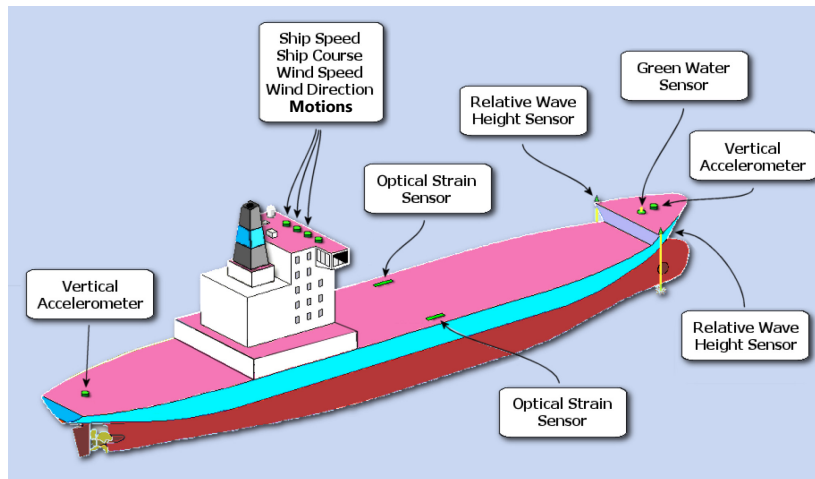 Ship Speed
Ship Course
Wind Speed
Wind Direction
Motions
Green Water
Sensor
Relative Wave
Height Sensor
Vertical
Accelerometer
Optical Strain
Sensor
Vertical
Accelerometer
Relative Wave
Height Sensor
Optical Strain
Sensor